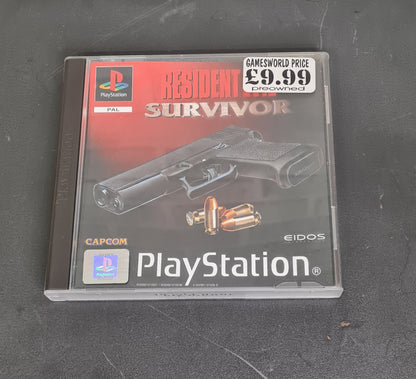 GAMESWORLD PRICE
£9.99
preowned
PlayStation
PAL
RESIDENT
SURVIVOR
CAPCOM
EIDOS
PlayStation®